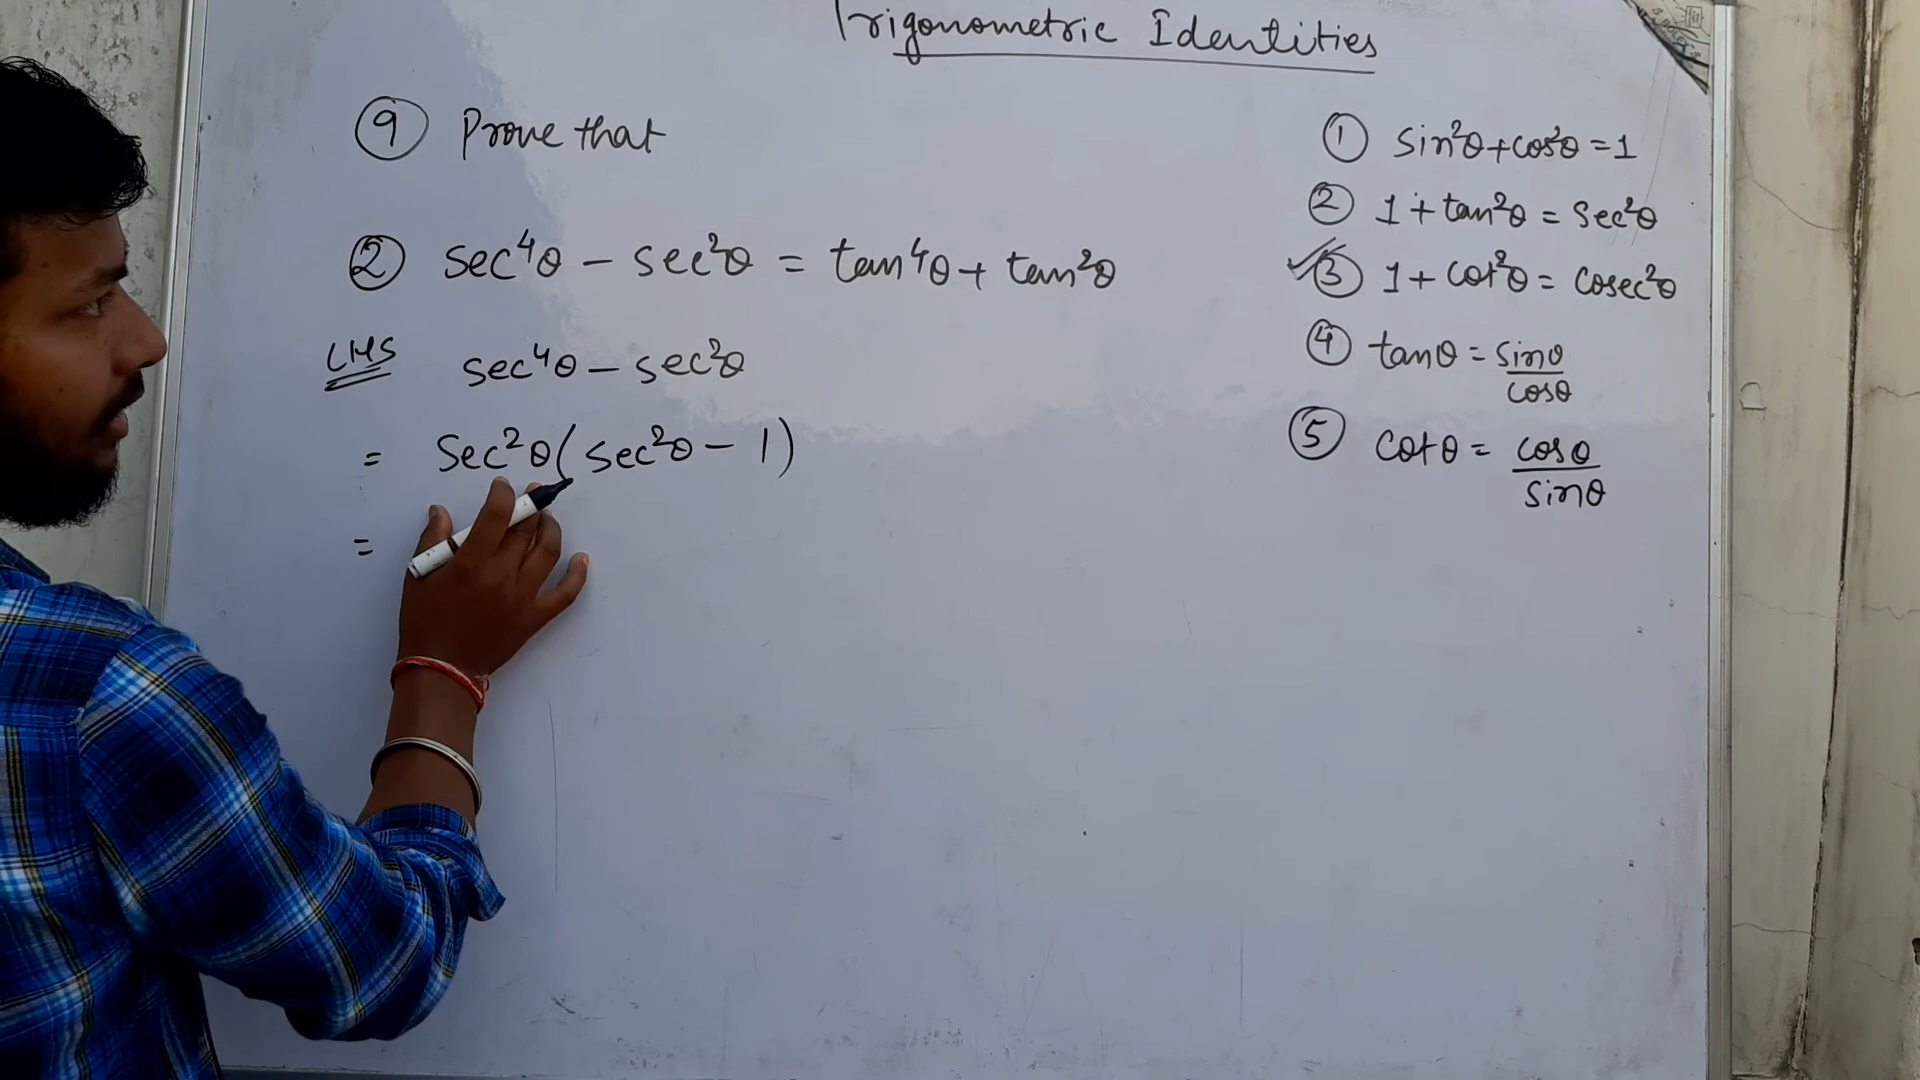 Trigonometric Identities
⑨ Prove that
② sec⁴θ - sec²θ = tan⁴θ + tan²θ
LHS sec⁴θ - sec²θ
= Sec²θ(sec²θ - 1)
=
① Sin²θ+cos²θ = 1
② 1 + tan²θ = Sec²θ
③ 1 + cot²θ = Cosec²θ
④ tanθ = sinθ/cosθ
⑤ Cotθ = cosθ/sinθ